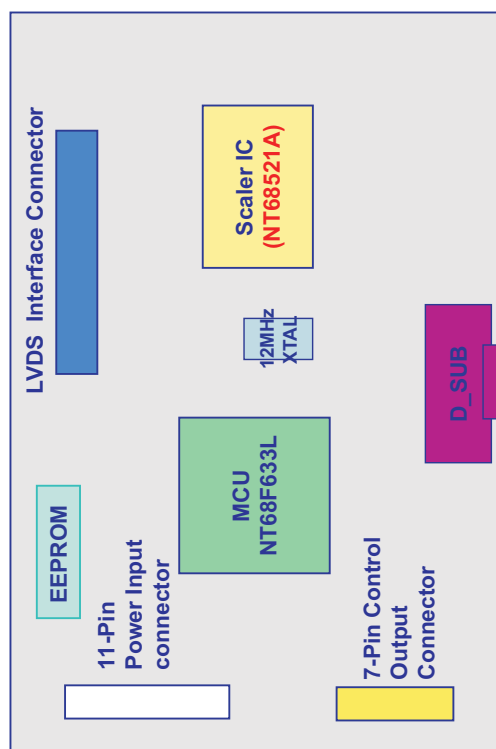 LVDS Interface Connector
Scaler IC
(NT68521A)
12MHz
XTAL
D_SUB
MCU
NT68F633L
EEPROM
11-Pin
Power Input
connector
7-Pin Control
Output
Connector